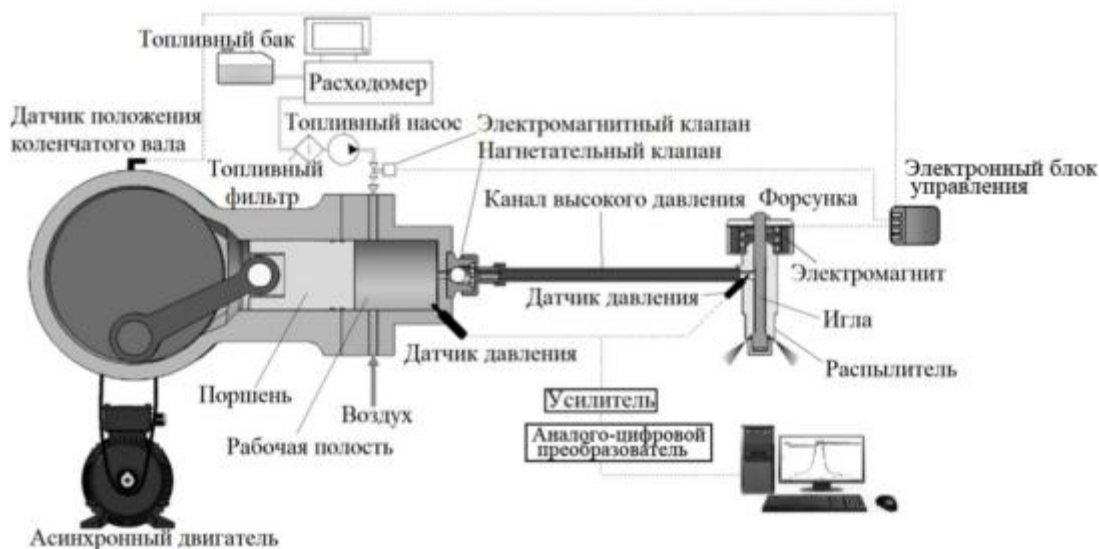 Топливный бак
Расходомер
Датчик положения
коленчатого вала
Топливный насос
Электромагнитный клапан
Нагнетательный клапан
Топливный
фильтр
Электронный блок
управления
Канал высокого давления
Форсунка
Электромагнит
Датчик давления
Игла
Датчик давления
Распылитель
Поршень
Воздух
Рабочая полость
Усилитель
Аналого-цифровой
преобразователь
Асинхронный двигатель